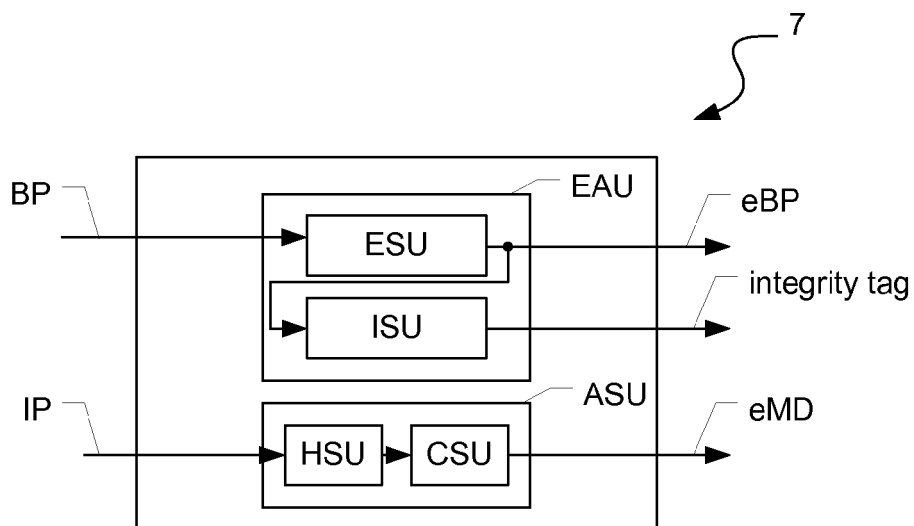 7
BP
EAU
eBP
ESU
integrity tag
ISU
IP
ASU
eMD
HSU
CSU